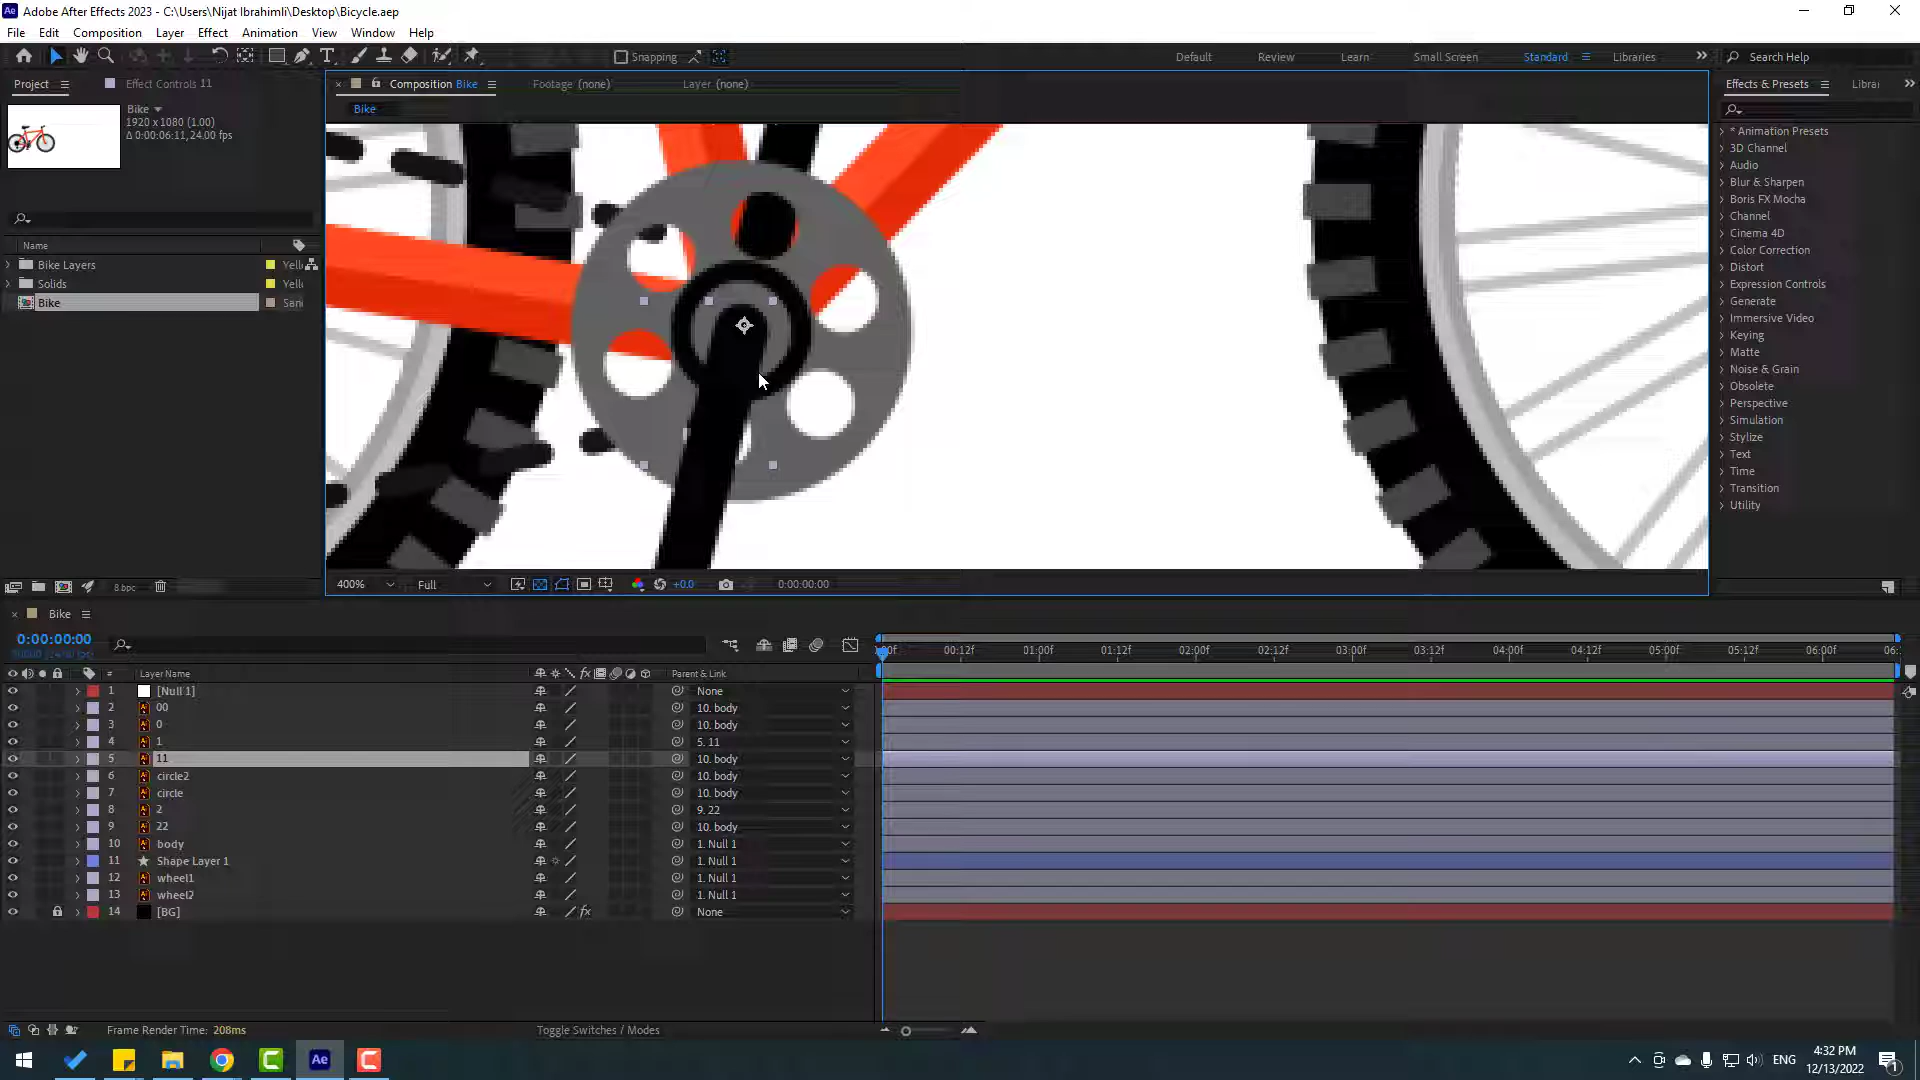 Adobe After Effects 2023 - C:\Users\Nijat Ibrahimli\Desktop\Bicycle.aep
File Edit Composition Layer Effect Animation View Window Help
Snapping Default Review Learn Small Screen Standard Libraries Search Help
Project Effect Controls 11
Composition Bike Footage (none) Layer (none)
Effects & Presets Librai
Bike
1920 x 1080 (1.00)
Δ 0:00:06:11, 24.00 fps
Bike
Name
Bike Layers Yell
Solids Yell
Bike Sand
* Animation Presets
3D Channel
Audio
Blur & Sharpen
Boris FX Mocha
Channel
Cinema 4D
Color Correction
Distort
Expression Controls
Generate
Immersive Video
Keying
Matte
Noise & Grain
Obsolete
Perspective
Simulation
Stylize
Text
Time
Transition
Utility
8 bpc 400% Full +0.0 0:00:00:00
Bike
0:00:00:00
00:12f 01:00f 01:12f 02:00f 02:12f 03:00f 03:12f 04:00f 04:12f 05:00f 05:12f 06:00f
# Layer Name fx Parent & Link
1 [Null 1] None
2 00 10. body
3 0 10. body
4 1 5. 11
5 11 10. body
6 circle2 10. body
7 circle 10. body
8 2 9. 22
9 22 10. body
10 body 1. Null 1
11 Shape Layer 1 1. Null 1
12 wheel1 1. Null 1
13 wheel2 1. Null 1
14 [BG] fx None
Frame Render Time: 208ms Toggle Switches / Modes
Ae ENG 4:32 PM
12/13/2022